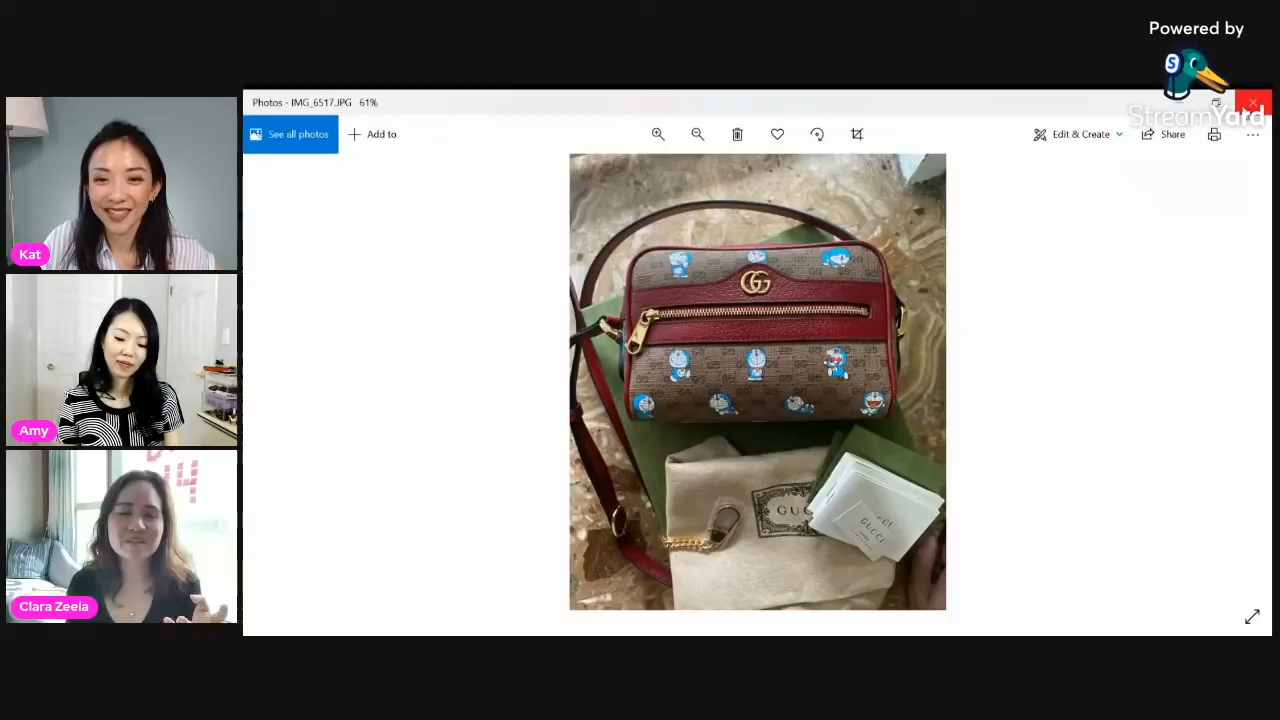 Powered by
StreamYard
Photos - IMG_6517.JPG 61%
See all photos
Add to
Edit & Create
Share
Kat
Amy
Clara Zeela
GUCCI